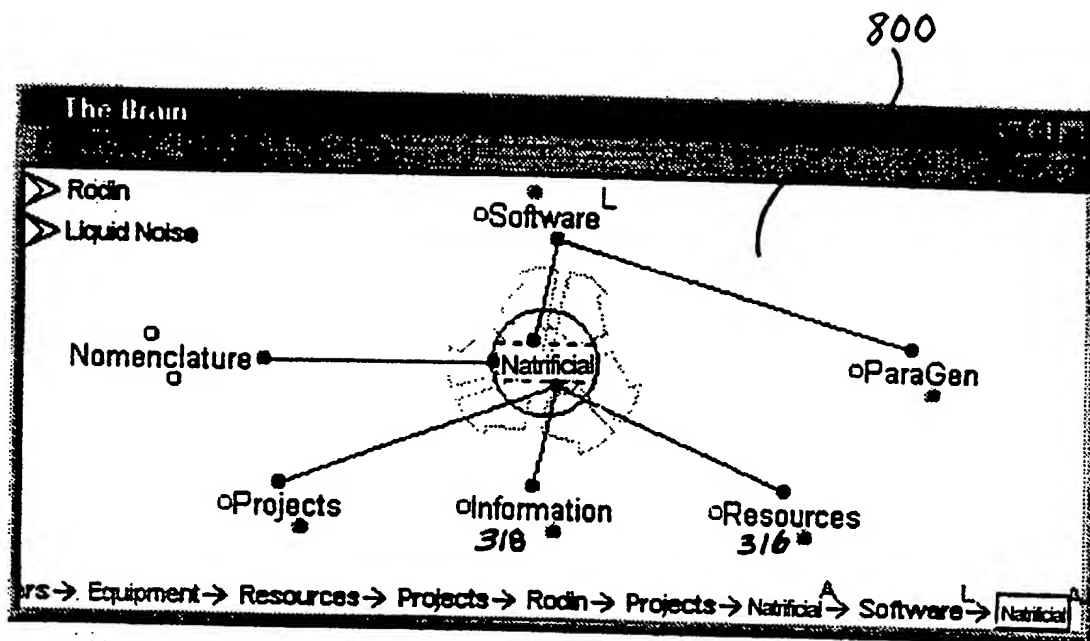 800
The Brain
Rodin
Software L
Liquid Noise
Nomenclature
Natrificial
ParaGen
Projects
Information
Resources
318
316
rs→ Equipment→ Resources→ Projects→ Rodin→ Projects→ Natrificial A→ Software L→ Natrificial